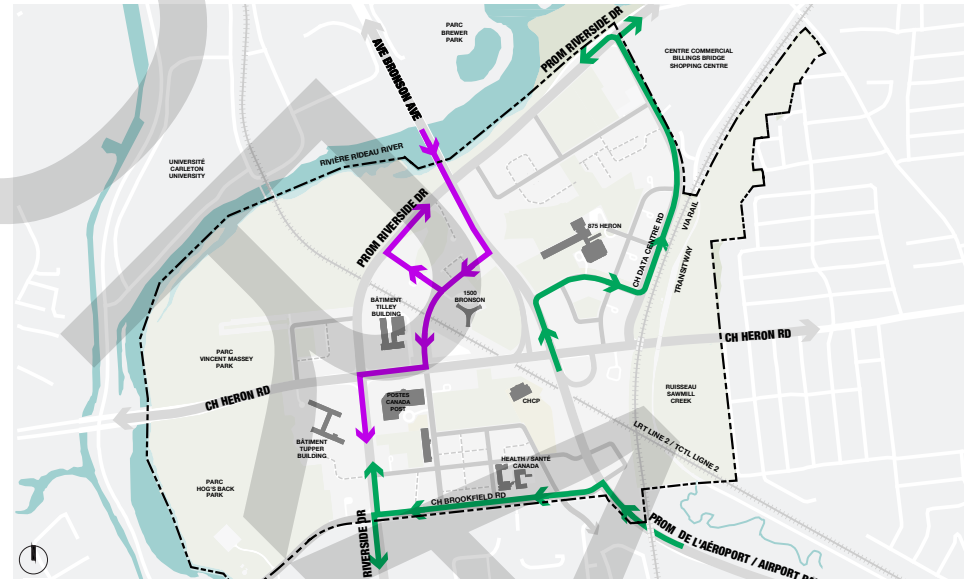 PROM RIVERSIDE DR
PARC
BREWER
PARK
AVE BRONSON AVE
CENTRE COMMERCIAL
BILLINGS BRIDGE
SHOPPING CENTRE
RIVIÈRE RIDEAU RIVER
UNIVERSITÉ
CARLETON
UNIVERSITY
PROM RIVERSIDE DR
875 HERON
CH DATA CENTRE RD
VIA RAIL
TRANSITWAY
BÂTIMENT
TILLEY
BUILDING
1500
BRONSON
CH HERON RD
PARC
VINCENT MASSEY
PARK
CH HERON RD
POSTES
CANADA
POST
CHCP
RUISSEAU
SAWMILL
CREEK
BÂTIMENT
TUPPER
BUILDING
LRT LINE 2 / TCTL LIGNE 2
HEALTH / SANTÉ
CANADA
PARC
HOG'S BACK
PARK
CH BROOKFIELD RD
RIVERSIDE DR
PROM DE L'AÉROPORT / AIRPORT